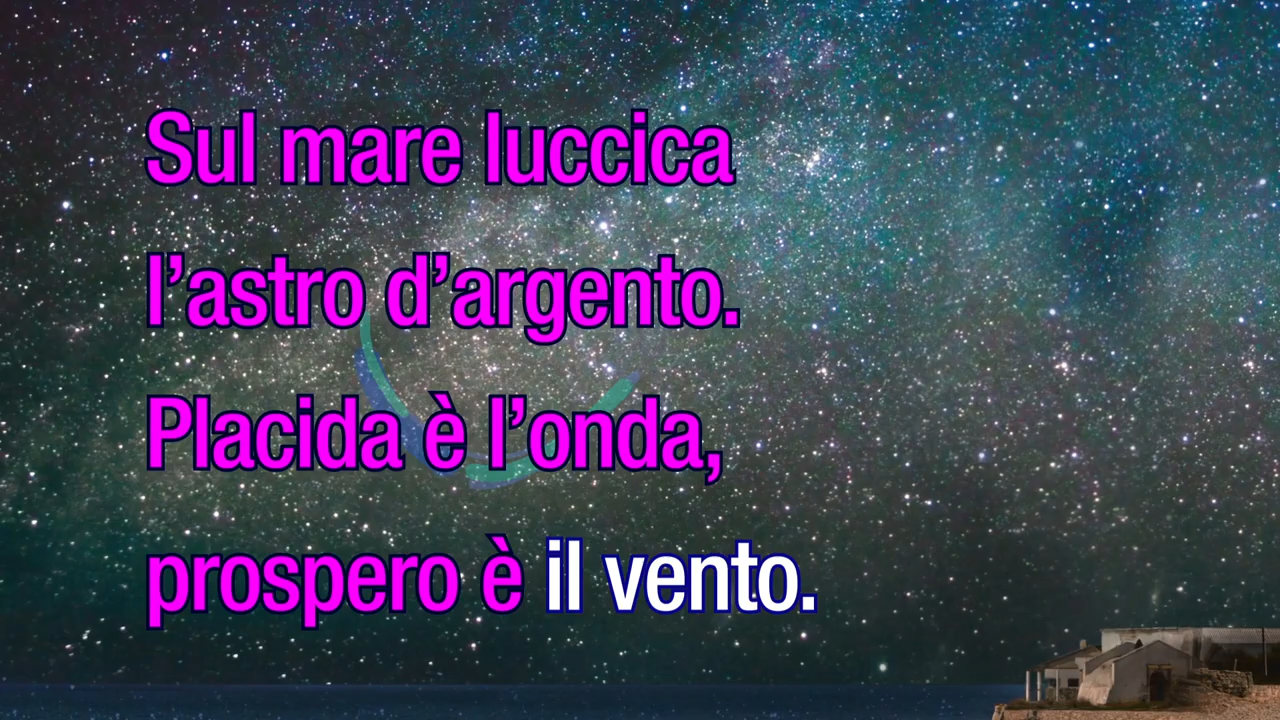 Sul mare luccica
l’astro d’argento.
Placida è l’onda,
prospero è il vento.